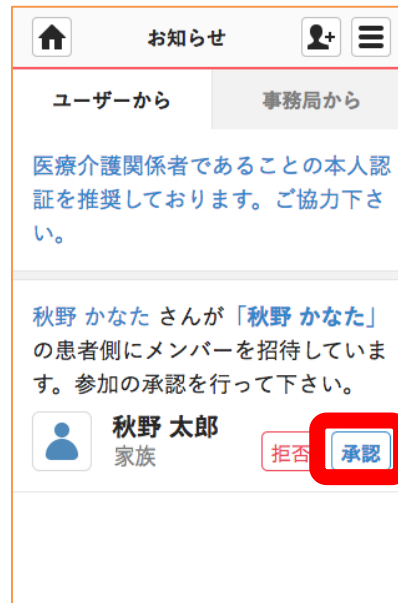 お知らせ
ユーザーから 事務局から
医療介護関係者であることの本人認
証を推奨しております。ご協力下さ
い。
秋野 かなた さんが「秋野 かなた」
の患者側にメンバーを招待していま
す。参加の承認を行って下さい。
秋野 太郎
家族
拒否 承認